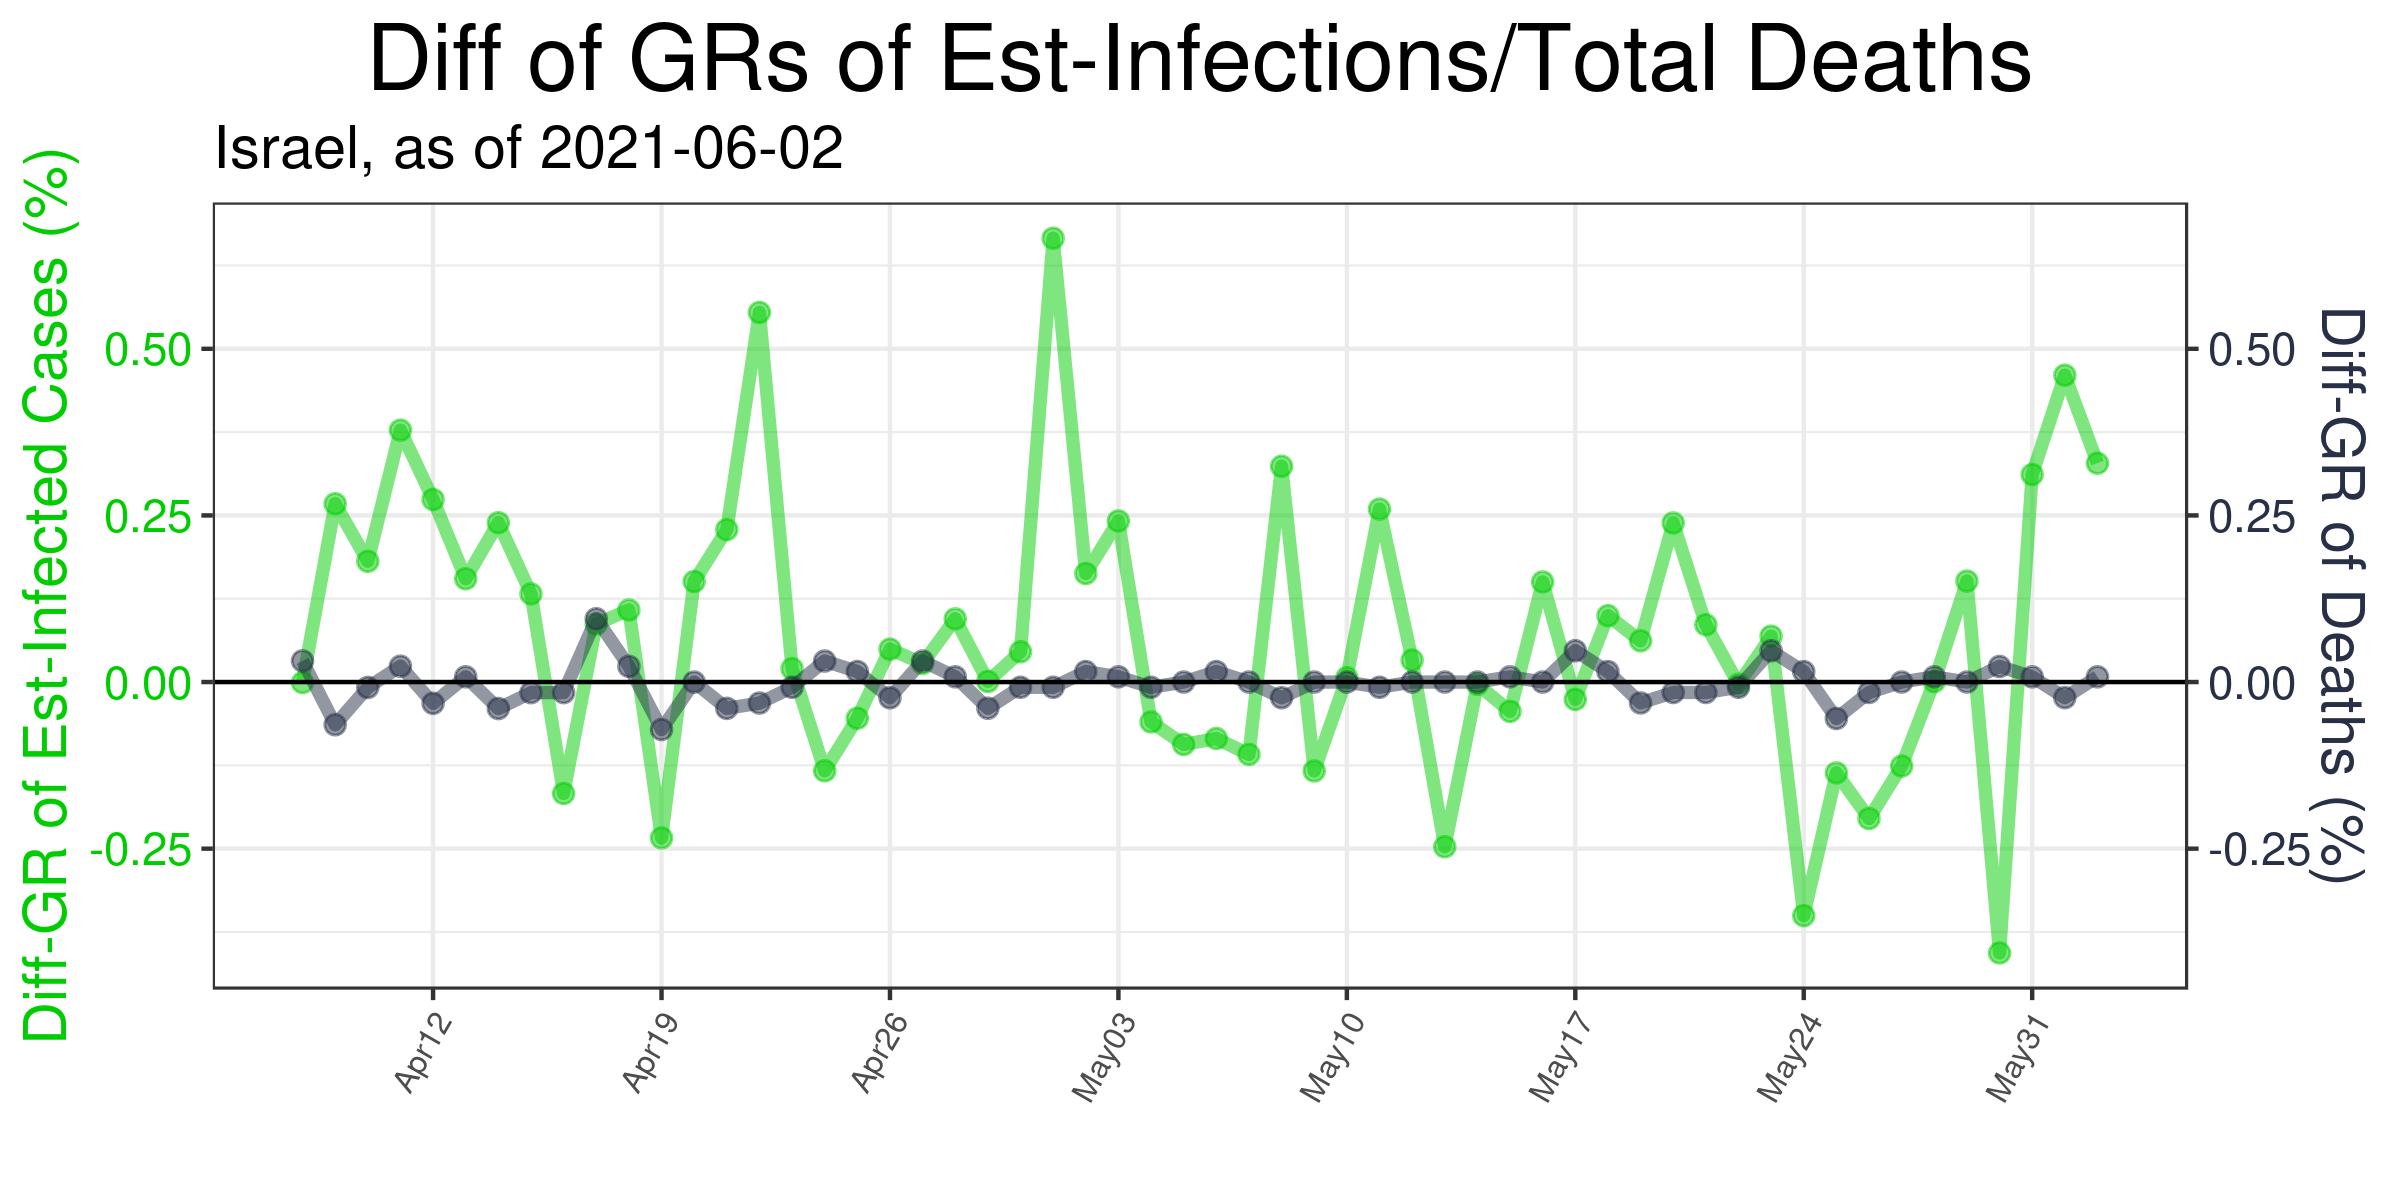 Diff of GRs of Est-Infections/Total Deaths
Israel, as of 2021-06-02
Diff-GR of Est-Infected Cases (%)
0.50
0.25
0.00
-0.25
0.50
0.25
0.00
-0.25
Diff-GR of Deaths (%)
Apr12
Apr19
Apr26
May03
May10
May17
May24
May31